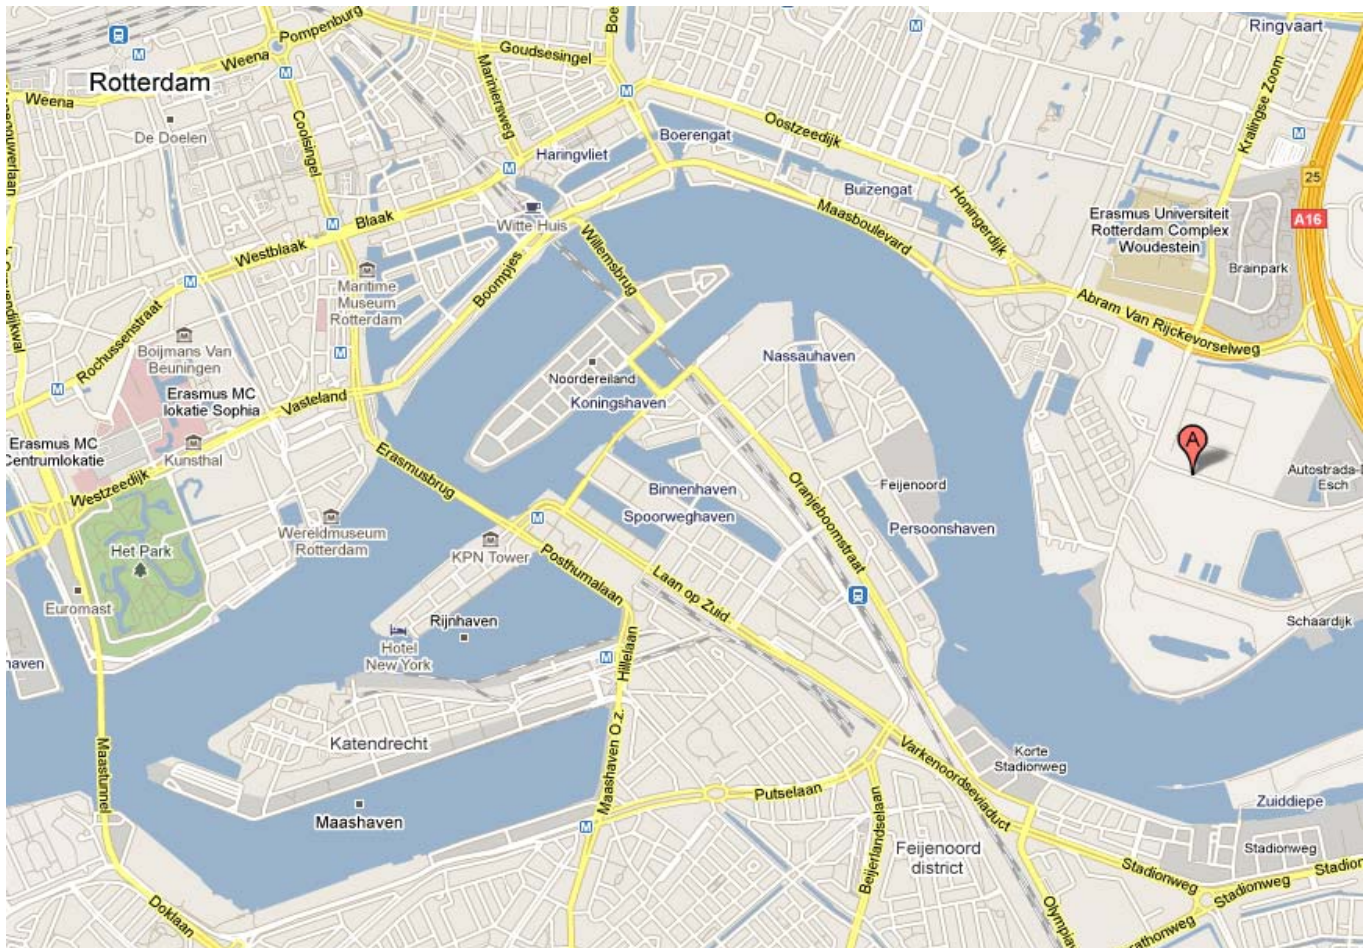 Ringvaart
Pompenburg
Boe
Goudsesingel
M
M
M
Weena
Rotterdam
Weena
M
Mariniersweg
M
Kralingse Zoom
De Doelen
Coolsingel
Oostzeedijk
Boerengat
M
Haringvliet
M
25
Buizengat
Honingerdijk
Blaak
M
Witte Huis
Maasboulevard
Erasmus Universiteit
Rotterdam Complex
Woudestein
A16
Westblaak
Willemsbrug
Brainpark
M
Maritime
Museum
Rotterdam
Boompjes
Abram Van Rijckevorselweg
Rochussenstraat
Boijmans Van
Beuningen
M
Nassauhaven
M
Noordereiland
Erasmus MC
lokatie Sophia
Vasteland
Koningshaven
Erasmus MC
Centrumlokatie
Kunsthal
Erasmusbrug
A
Autostrada-
Esch
Westzeedijk
Binnenhaven
Oranjeboomstraat
Feijenoord
Spoorweghaven
Persoonshaven
Wereldmuseum
Rotterdam
M
KPN Tower
Het Park
Posthumalaan
Laan op Zuid
Euromast
Rijnhaven
Schaardijk
Hotel
New York
Hillelaan
M
haven
Katendrecht
Maashaven O.z.
Varkenoordseviaduct
Korte
Stadionweg
Maastunnel
Putselaan
Zuiddiepe
Maashaven
M
Beijerlandselaan
Feijenoord
district
Stadionweg
Stadionweg
Stadion
Stadionweg
Doklaan
Olympia
athonweg